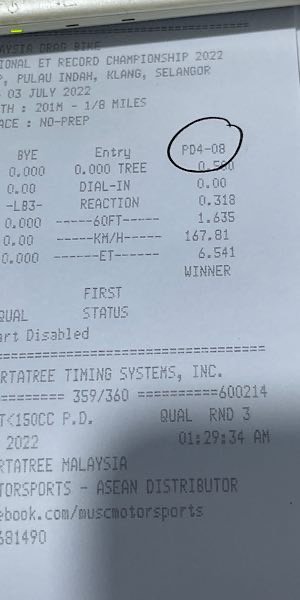 AYSIA DRAG BIKE
IONAL ET RECORD CHAMPIONSHIP 2022
P, PULAU INDAH, KLANG, SELANGOR
03 JULY 2022
TH : 201M - 1/8 MILES
ACE : NO-PREP
BYE Entry PD4-08
0.000 0.000 TREE 0.500
0.00 DIAL-IN 0.00
-LB3- REACTION 0.318
0.000 -----60FT----- 1.635
0.00 -----KM/H----- 167.81
0.000 ------ET------ 6.541
WINNER
FIRST
QUAL STATUS
art Disabled
==================================
RTATREE TIMING SYSTEMS, INC.
======== 359/360 ==========600214
T<150CC P.D. QUAL RND 3
2022 01:29:34 AM
RTATREE MALAYSIA
TORSPORTS - ASEAN DISTRIBUTOR
ebook.com/muscmotorsports
681490